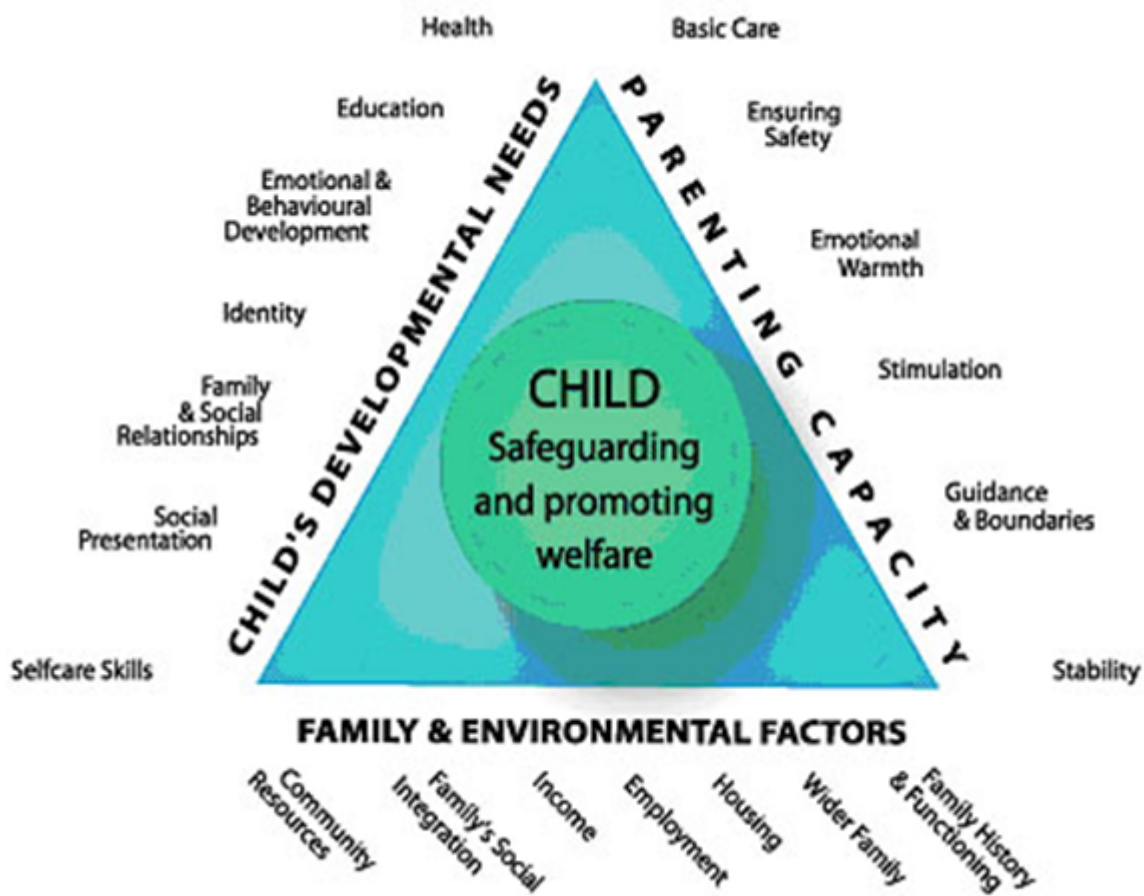 Health
Education
Emotional &
Behavioural
Development
Identity
Family
& Social
Relationships
Social
Presentation
Selfcare Skills
CHILD'S DEVELOPMENTAL NEEDS
Basic Care
Ensuring
Safety
Emotional
Warmth
Stimulation
Guidance
& Boundaries
Stability
PARENTING CAPACITY
CHILD
Safeguarding
and promoting
welfare
FAMILY & ENVIRONMENTAL FACTORS
Community
Resources
Family's Social
Integration
Income
Employment
Housing
Wider Family
Family History
& Functioning